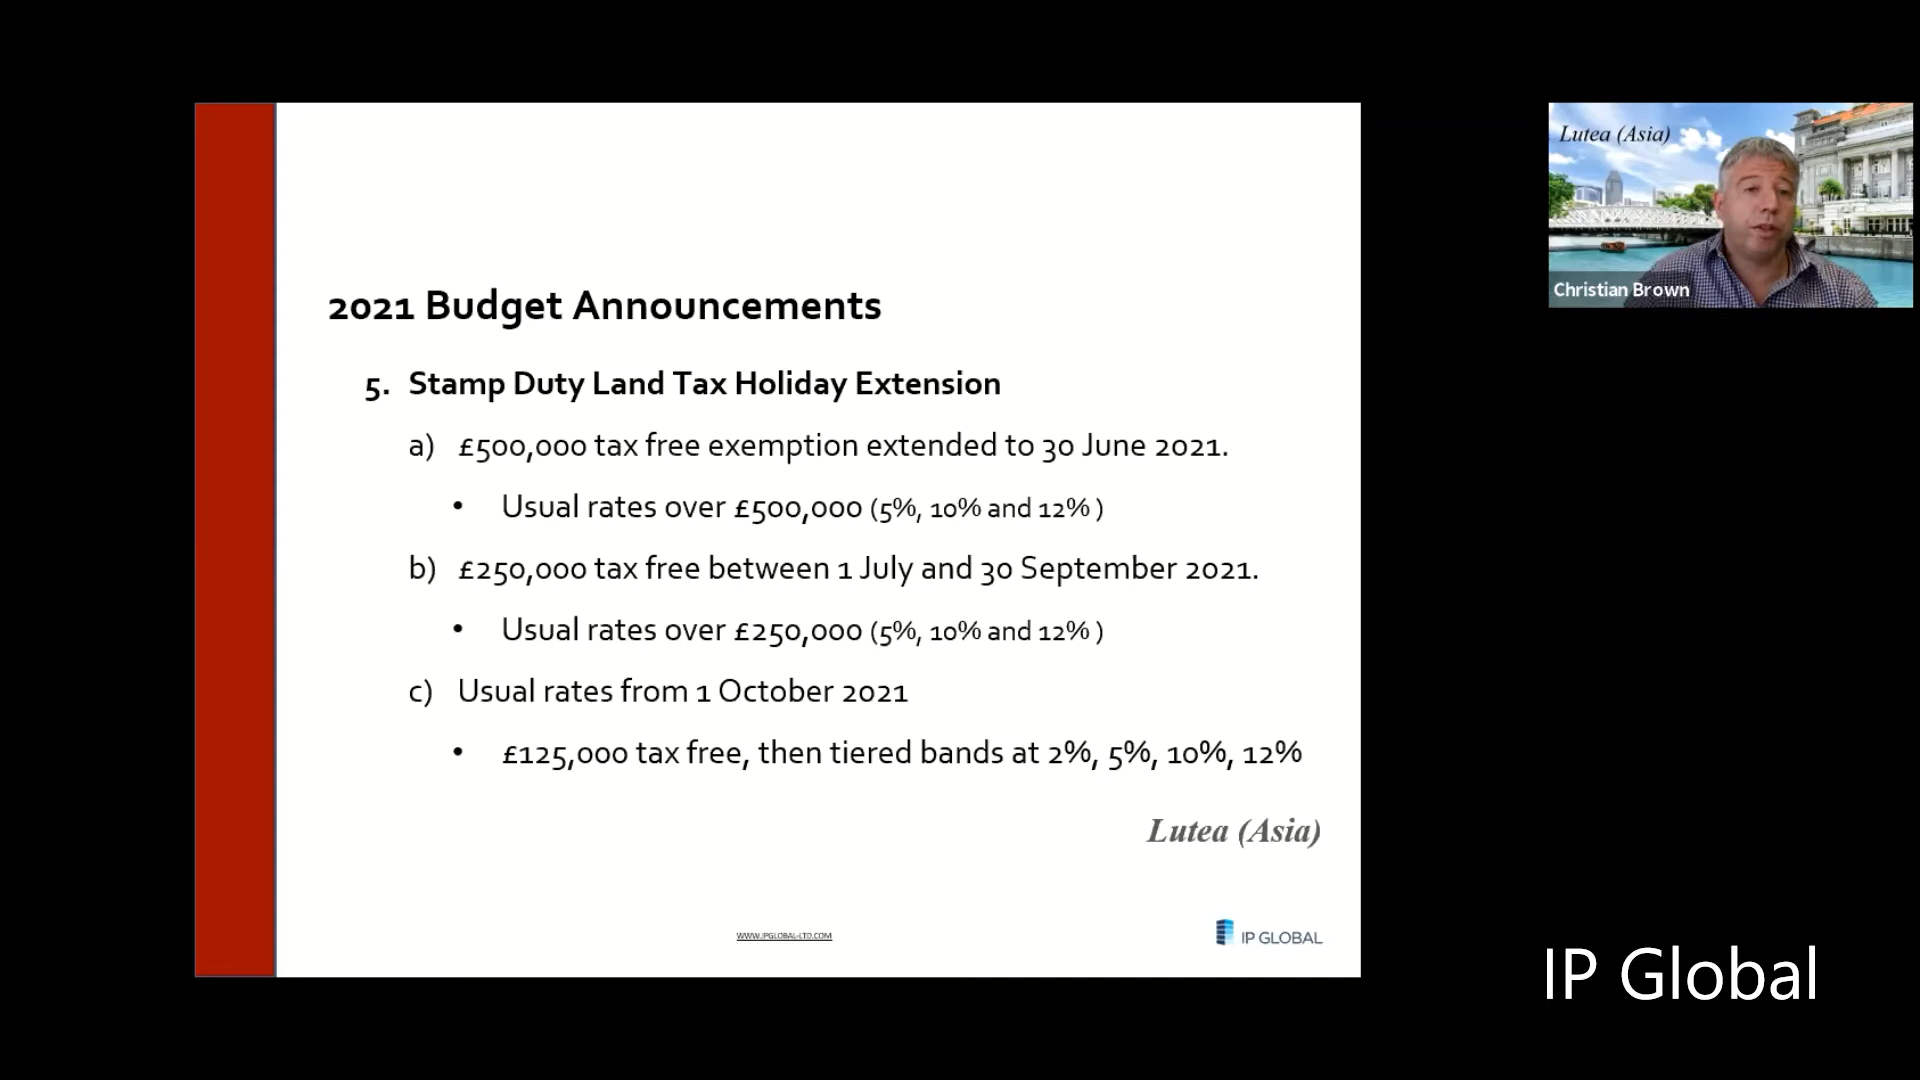 2021 Budget Announcements
5. Stamp Duty Land Tax Holiday Extension
a) £500,000 tax free exemption extended to 30 June 2021.
• Usual rates over £500,000 (5%, 10% and 12% )
b) £250,000 tax free between 1 July and 30 September 2021.
• Usual rates over £250,000 (5%, 10% and 12% )
c) Usual rates from 1 October 2021
• £125,000 tax free, then tiered bands at 2%, 5%, 10%, 12%
Lutea (Asia)
WWW.IPGLOBAL-LTD.COM
IP GLOBAL
Lutea (Asia)
Christian Brown
IP Global